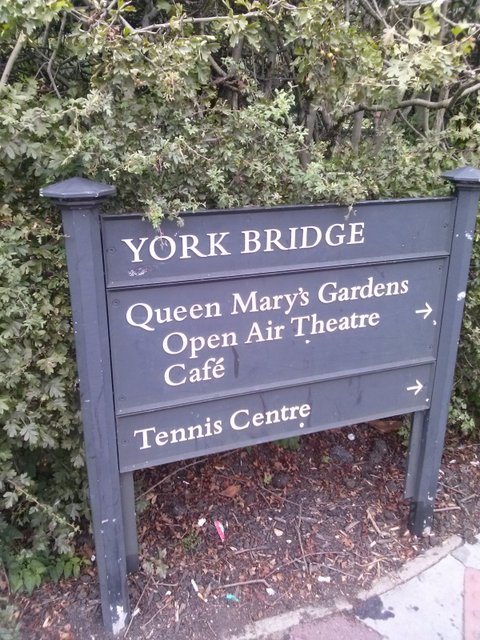 YORK BRIDGE
Queen Mary's Gardens →
Open Air Theatre
Café
Tennis Centre →